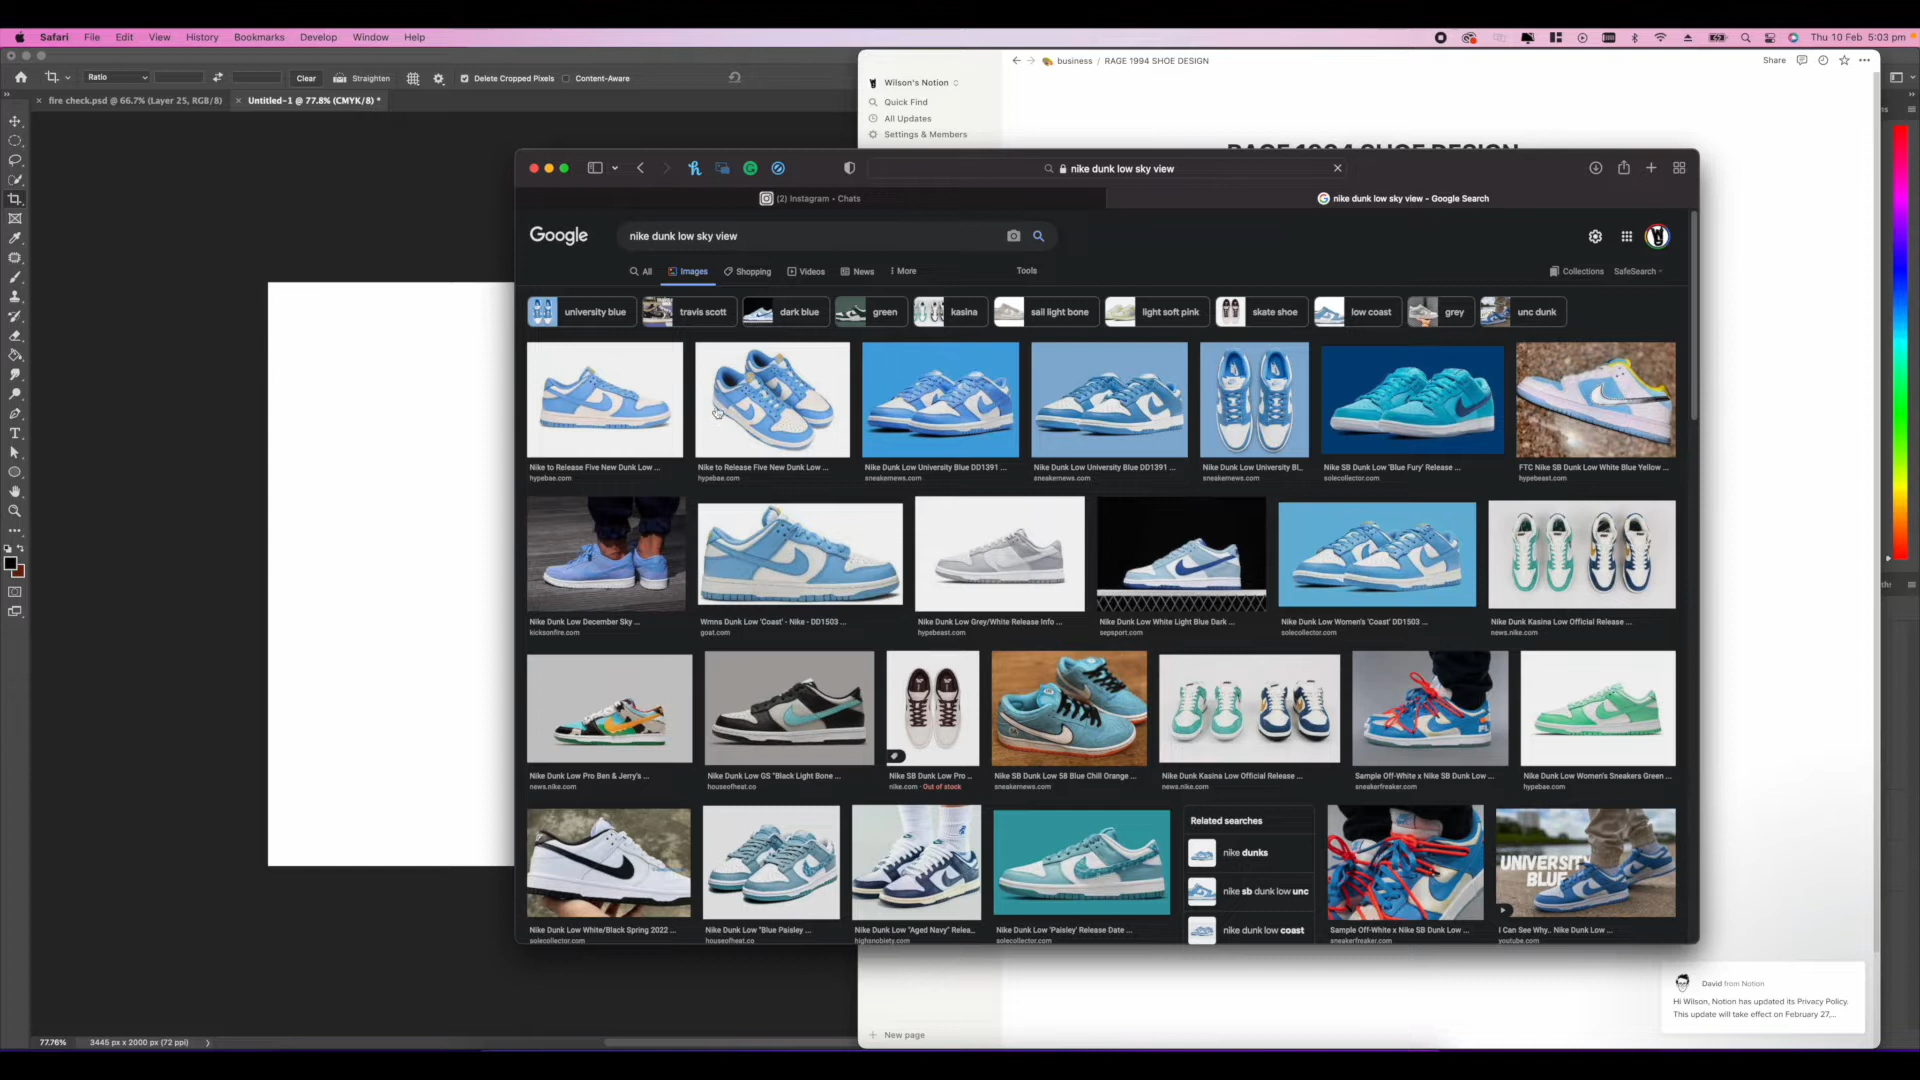 Safari File Edit View History Bookmarks Develop Window Help
Thu 10 Feb 5:03 pm
Ratio Clear Straighten Delete Cropped Pixels Content-Aware
fire check.psd @ 66.7% (Layer 25, RGB/8) Untitled-1 @ 77.8% (CMYK/8) *
business / RAGE 1994 SHOE DESIGN
Share
Wilson's Notion
Quick Find
All Updates
Settings & Members
RAGE 1994 SHOE DESIGN
nike dunk low sky view
(2) Instagram • Chats
nike dunk low sky view - Google Search
Google
nike dunk low sky view
All Images Shopping Videos News More Tools
Collections SafeSearch
university blue travis scott dark blue green kasina sail light bone light soft pink skate shoe low coast grey unc dunk
Nike to Release Five New Dunk Low ...
hypebae.com
Nike to Release Five New Dunk Low ...
hypebae.com
Nike Dunk Low University Blue DD1391 ...
sneakernews.com
Nike Dunk Low University Blue DD1391 ...
sneakernews.com
Nike Dunk Low University Bl...
sneakernews.com
Nike SB Dunk Low 'Blue Fury' Release ...
solecollector.com
FTC Nike SB Dunk Low White Blue Yellow ...
hypebeast.com
Nike Dunk Low December Sky ...
kicksonfire.com
Wmns Dunk Low 'Coast' - Nike - DD1503 ...
goat.com
Nike Dunk Low Grey/White Release Info ...
hypebeast.com
Nike Dunk Low White Light Blue Dark ...
sepsport.com
Nike Dunk Low Women's 'Coast' DD1503 ...
solecollector.com
Nike Dunk Kasina Low Official Release ...
news.nike.com
Nike Dunk Low Pro Ben & Jerry's ...
news.nike.com
Nike Dunk Low GS "Black Light Bone ...
houseofheat.co
Nike SB Dunk Low Pro ...
nike.com • Out of stock
Nike SB Dunk Low 58 Blue Chill Orange ...
sneakernews.com
Nike Dunk Kasina Low Official Release ...
news.nike.com
Sample Off-White x Nike SB Dunk Low ...
sneakerfreaker.com
Nike Dunk Low Women's Sneakers Green ...
hypebae.com
Nike Dunk Low White/Black Spring 2022 ...
solecollector.com
Nike Dunk Low "Blue Paisley ...
houseofheat.co
Nike Dunk Low "Aged Navy" Relea...
highsnobiety.com
Nike Dunk Low 'Paisley' Release Date ...
solecollector.com
Related searches
nike dunks
nike sb dunk low unc
nike dunk low coast
Sample Off-White x Nike SB Dunk Low ...
sneakerfreaker.com
UNIVERSITY
BLUE
I Can See Why.. Nike Dunk Low ...
youtube.com
David from Notion
Hi Wilson, Notion has updated its Privacy Policy.
This update will take effect on February 27,...
New page
77.76% 3445 px x 2000 px (72 ppi)